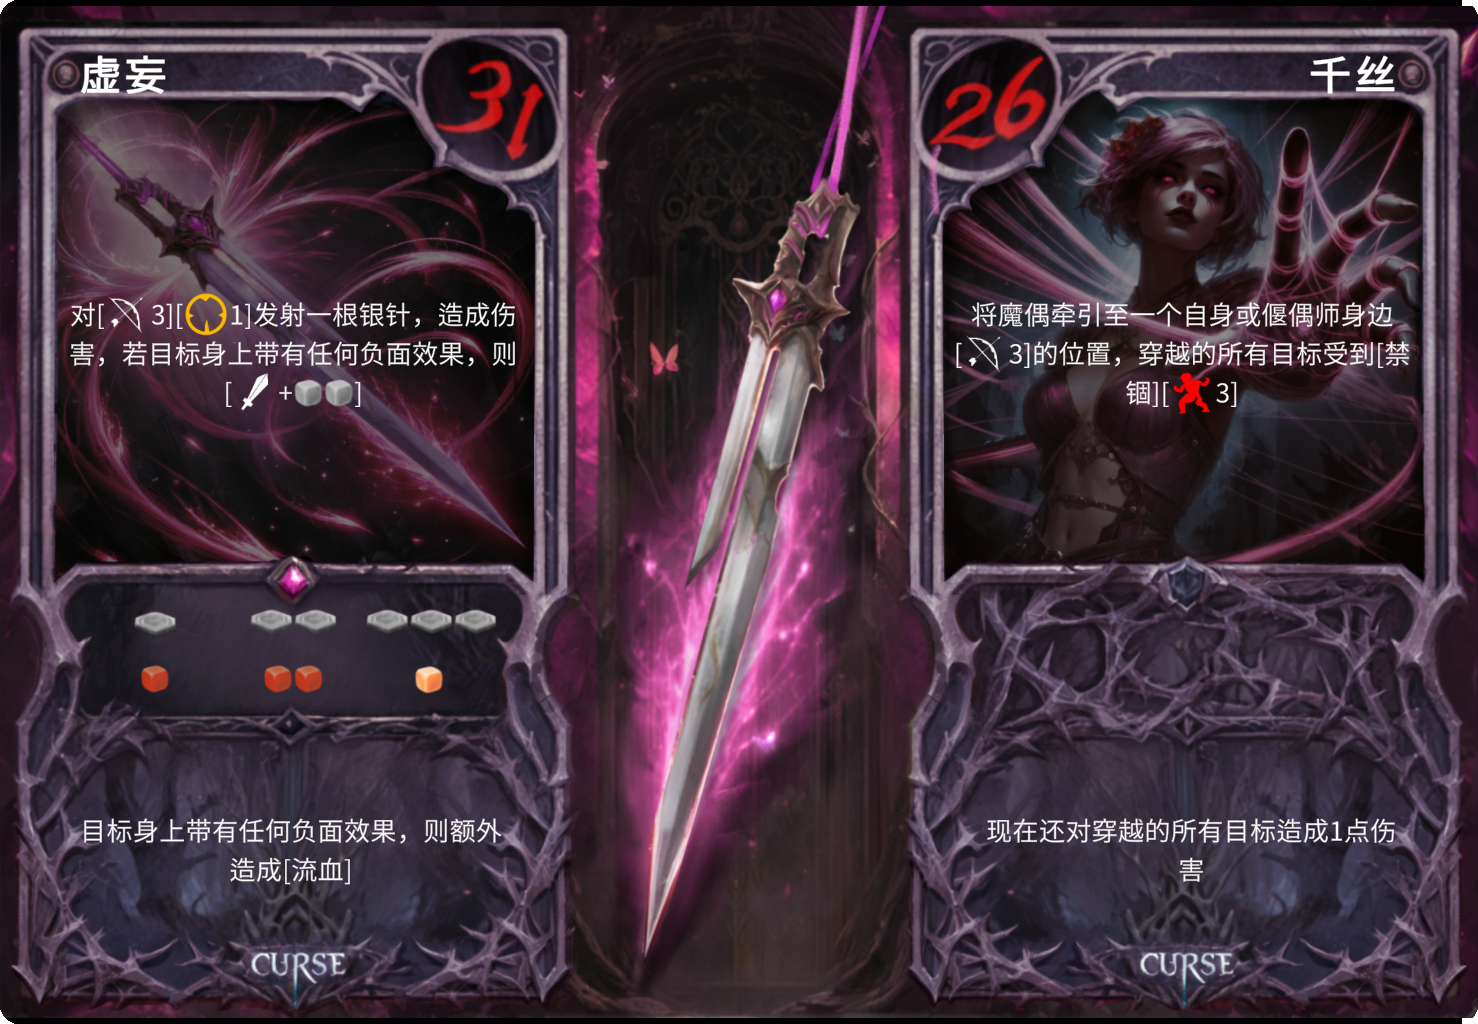 虚妄
31
对[3][1]发射一根银针，造成伤
害，若目标身上带有任何负面效果，则
[+]
目标身上带有任何负面效果，则额外
造成[流血]
CURSE
26
千丝
将魔偶牵引至一个自身或偃偶师身边
[3]的位置，穿越的所有目标受到[禁
锢][3]
现在还对穿越的所有目标造成1点伤
害
CURSE